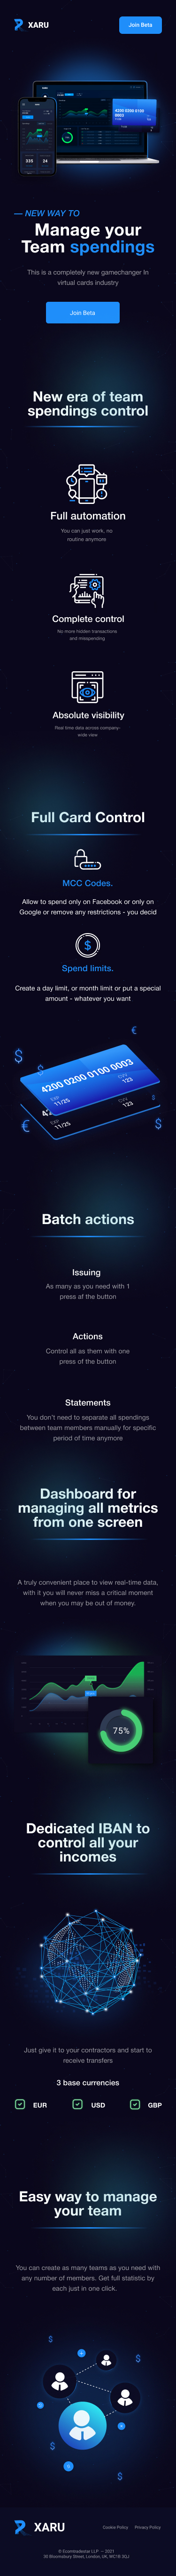 XARU
Join Beta
4200 0200 0100
0003
335
24
— NEW WAY TO
Manage your
Team spendings
This is a completely new gamechanger In
virtual cards industry
Join Beta
New era of team
spendings control
Full automation
You can just work, no
routine anymore
Complete control
No more hidden transactions
and misspending
Absolute visibility
Real time data across company-
wide view
Full Card Control
MCC Codes.
Allow to spend only on Facebook or only on
Google or remove any restrictions - you decid
$
Spend limits.
Create a day limit, or month limit or put a special
amount - whatever you want
€
$
$
4200 0200 0100 0003
EXP
11/25
CVV
123
$
€
$
11/25
123
Batch actions
Issuing
As many as you need with 1
press af the button
Actions
Control all as them with one
press of the button
Statements
You don't need to separate all spendings
between team members manually for specific
period of time anymore
Dashboard for
managing all metrics
from one screen
A truly convenient place to view real-time data,
with it you will never miss a critical moment
when you may be out of money.
75%
Dedicated IBAN to
control all your
incomes
Just give it to your contractors and start to
receive transfers
3 base currencies
EUR
USD
GBP
Easy way to manage
your team
You can create as many teams as you need with
any number of members. Get full statistic by
each just in one click.
$
$
$
$
XARU
Cookie Policy
Privacy Policy